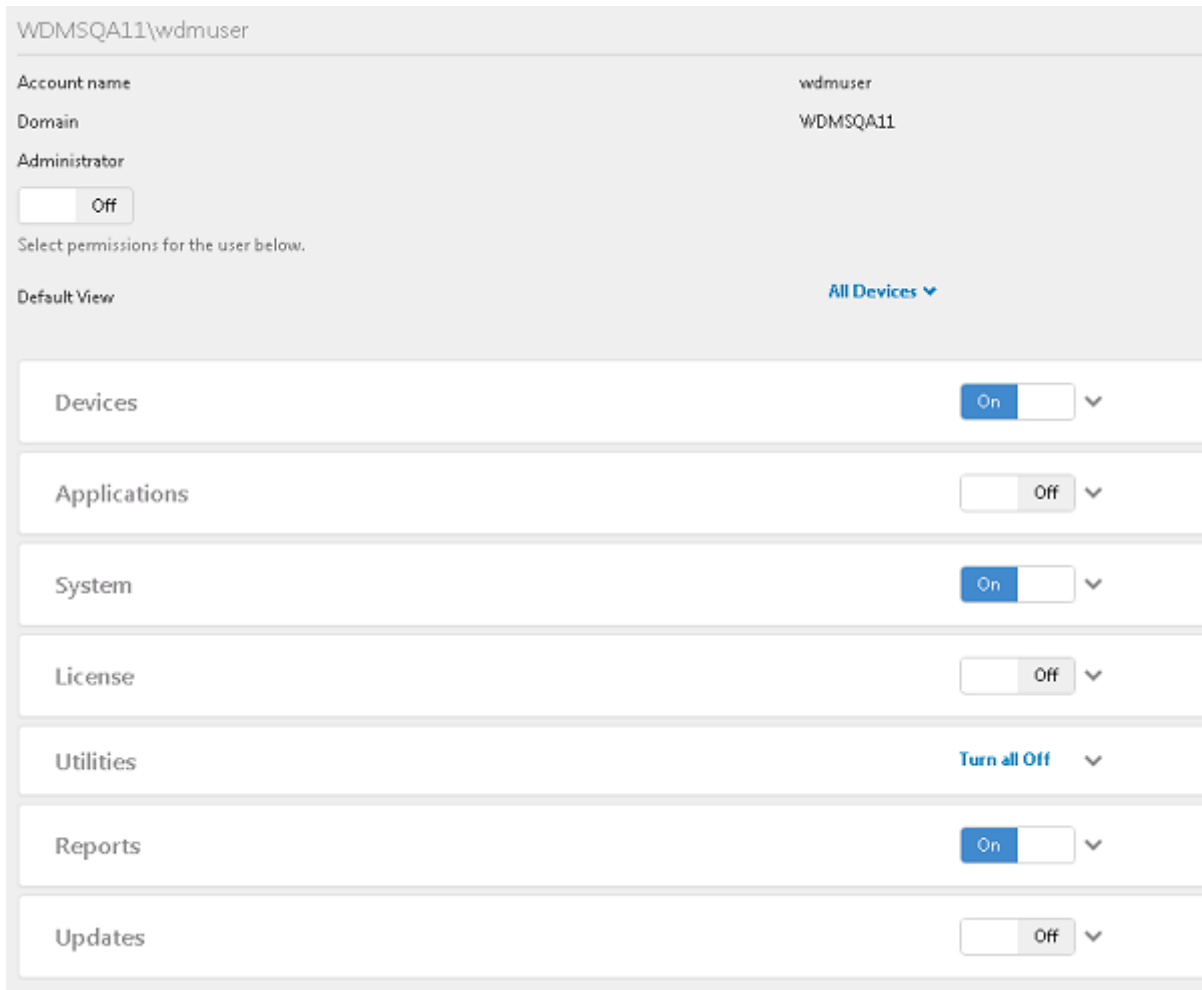 WDMSQA11\wdmuser
Account name wdmuser
Domain WDMSQA11
Administrator
Off
Select permissions for the user below.
Default View All Devices
Devices On
Applications Off
System On
License Off
Utilities Turn all Off
Reports On
Updates Off